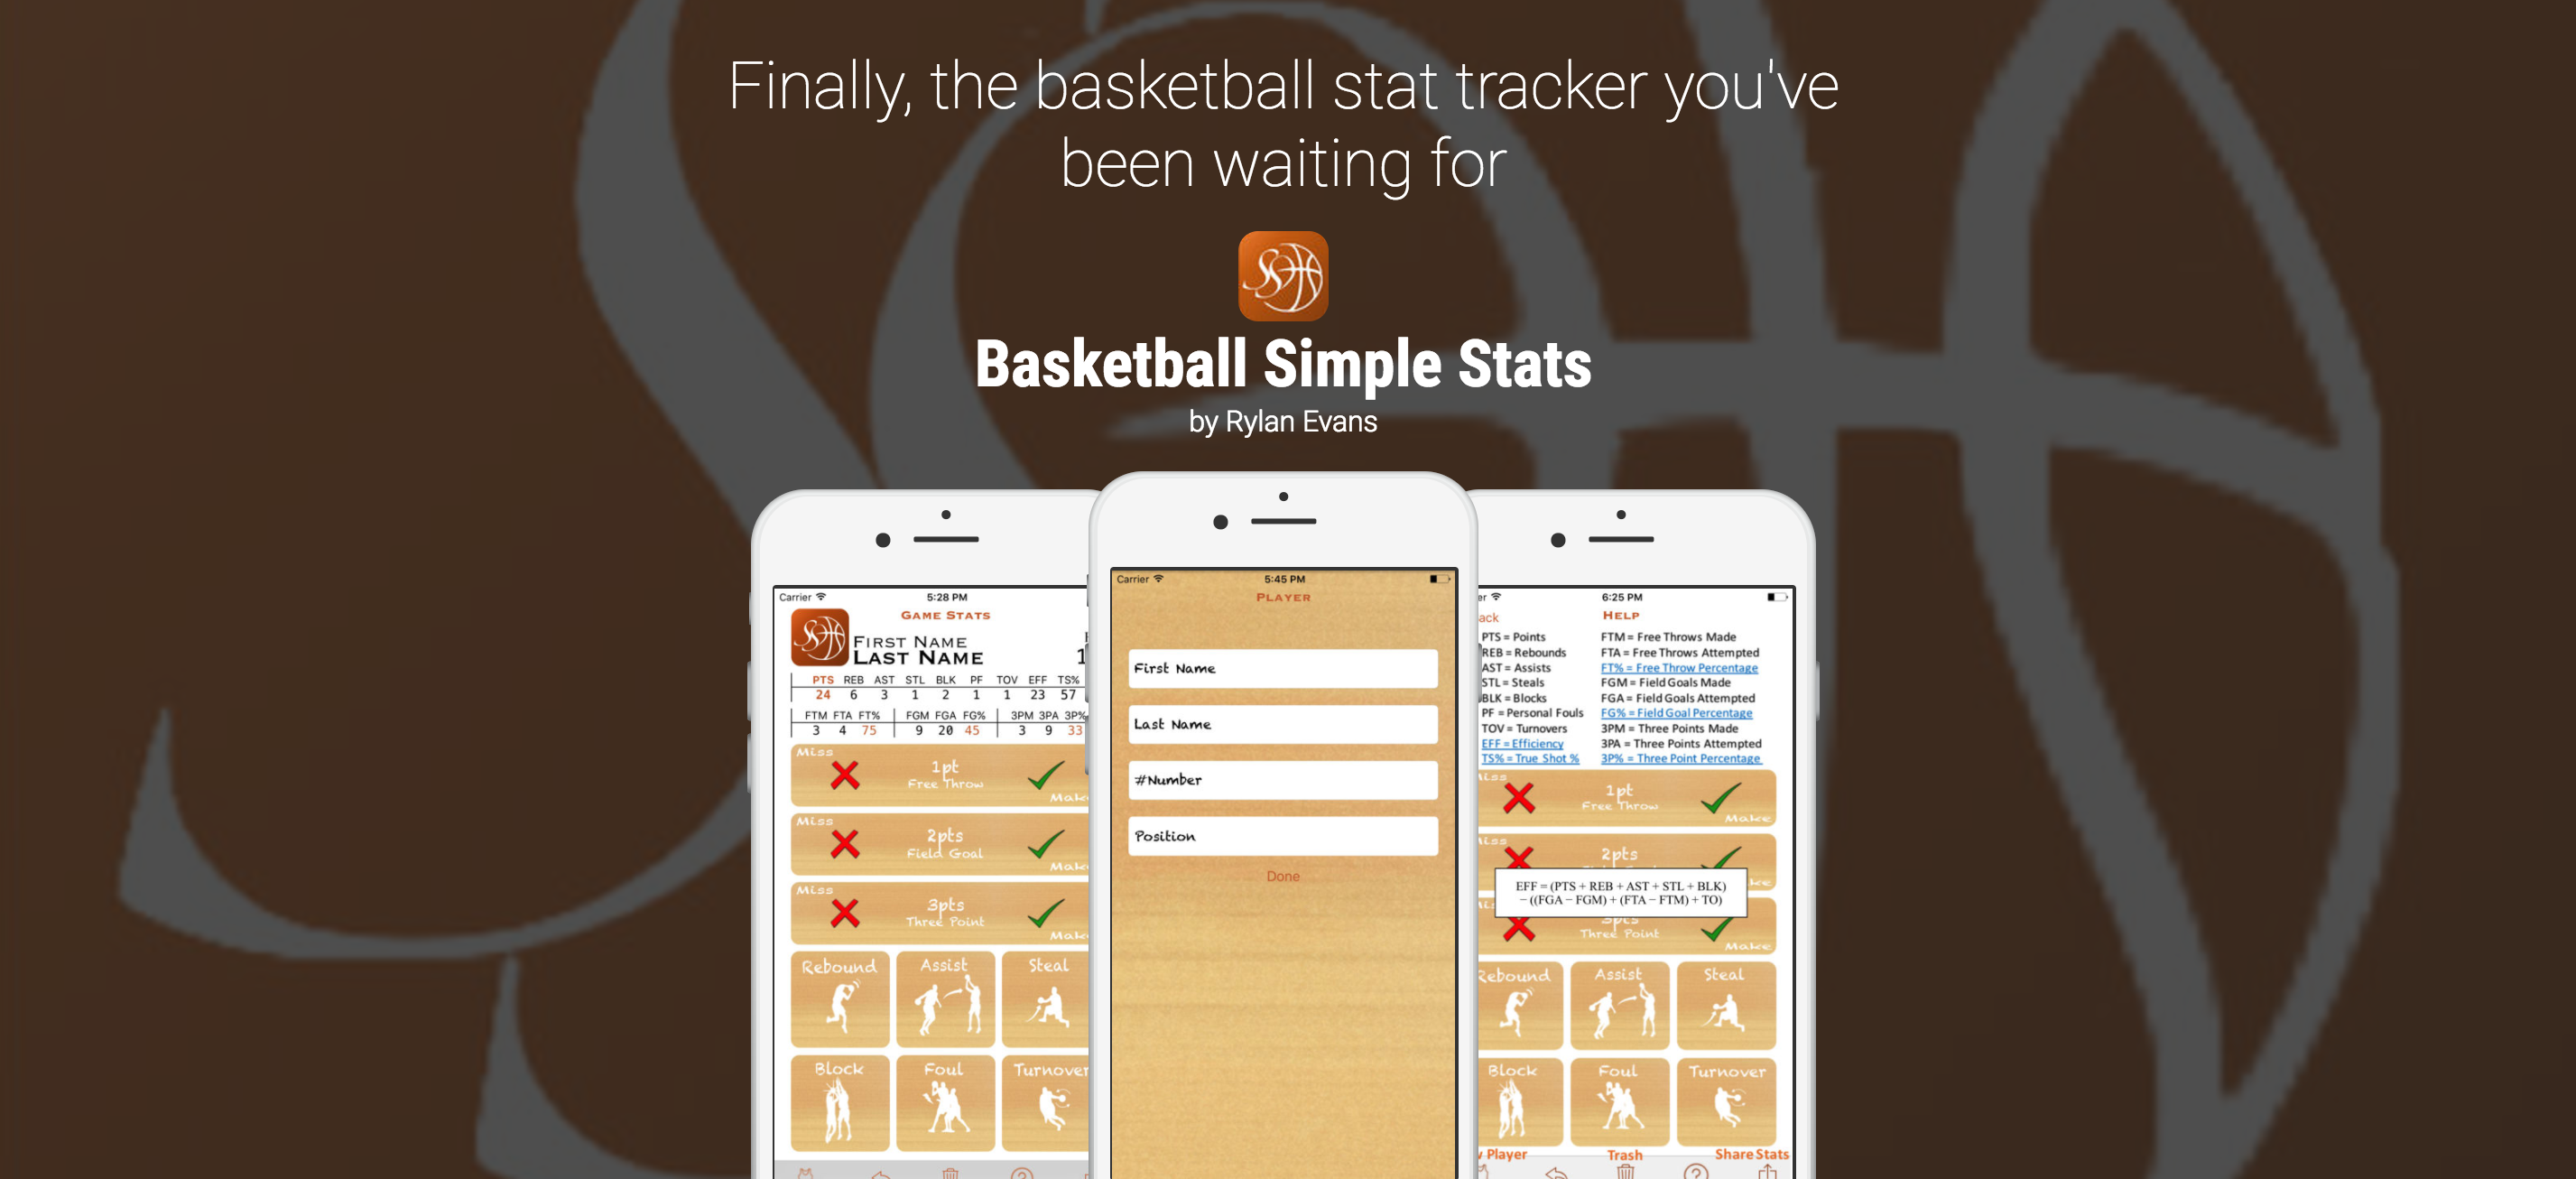 Finally, the basketball stat tracker you've
been waiting for
Basketball Simple Stats
by Rylan Evans
Carrier
5:28 PM
GAME STATS
FIRST NAME
LAST NAME
1
PTS REB AST STL BLK PF TOV EFF TS%
24 6 3 1 2 1 1 23 57
FTM FTA FT% FGM FGA FG% 3PM 3PA 3P%
3 4 75 9 20 45 3 9 33
Miss
1pt
Free Throw
Make
Miss
2pts
Field Goal
Make
Miss
3pts
Three Point
Make
Rebound Assist Steal
Block Foul Turnover
Carrier
5:45 PM
PLAYER
First Name
Last Name
#Number
Position
Done
er
6:25 PM
ack
HELP
PTS = Points FTM = Free Throws Made
REB = Rebounds FTA = Free Throws Attempted
AST = Assists FT% = Free Throw Percentage
STL = Steals FGM = Field Goals Made
BLK = Blocks FGA = Field Goals Attempted
PF = Personal Fouls FG% = Field Goal Percentage
TOV = Turnovers 3PM = Three Points Made
EFF = Efficiency 3PA = Three Points Attempted
TS% = True Shot % 3P% = Three Point Percentage
iss
1pt
Free Throw
Make
iss
2pts
ke
EFF = (PTS + REB + AST + STL + BLK)
− ((FGA − FGM) + (FTA − FTM) + TO)
3pts
Three Point
Make
Rebound Assist Steal
Block Foul Turnover
Player Trash Share Stats